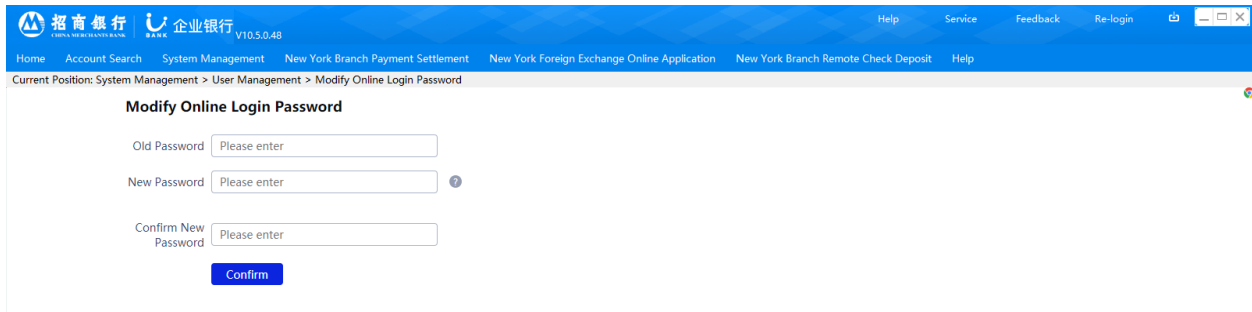 招商银行 CHINA MERCHANTS BANK U BANK 企业银行 V10.5.0.48 Help Service Feedback Re-login
Home Account Search System Management New York Branch Payment Settlement New York Foreign Exchange Online Application New York Branch Remote Check Deposit Help
Current Position: System Management > User Management > Modify Online Login Password
Modify Online Login Password
Old Password Please enter
New Password Please enter ?
Confirm New
Password Please enter
Confirm